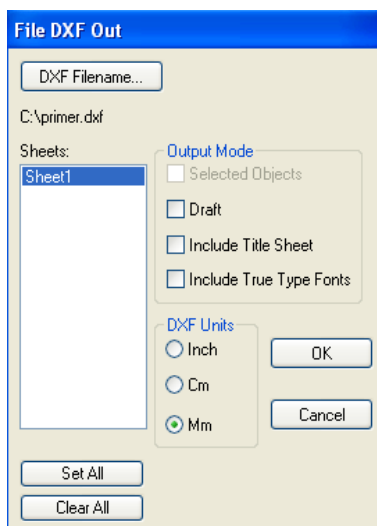 File DXF Out
DXF Filename...
C:\primer.dxf
Sheets:
Sheet1
Output Mode
Selected Objects
Draft
Include Title Sheet
Include True Type Fonts
DXF Units
Inch
Cm
Mm
OK
Cancel
Set All
Clear All